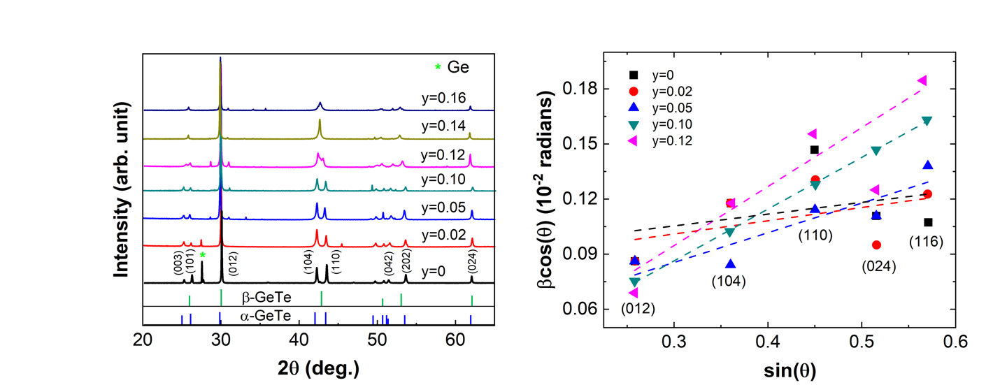 * Ge
y=0.16
y=0.14
y=0.12
y=0.10
y=0.05
y=0.02
(003)
(101)
*
(012)
(104)
(110)
(042)
(202)
(024)
y=0
β-GeTe
α-GeTe
20 30 40 50 60
2θ (deg.)
Intensity (arb. unit)
y=0
y=0.02
y=0.05
y=0.10
y=0.12
0.18
0.15
0.12
0.09
0.06
(110)
(116)
(024)
(104)
(012)
0.3 0.4 0.5 0.6
sin(θ)
βcos(θ) (10⁻² radians)